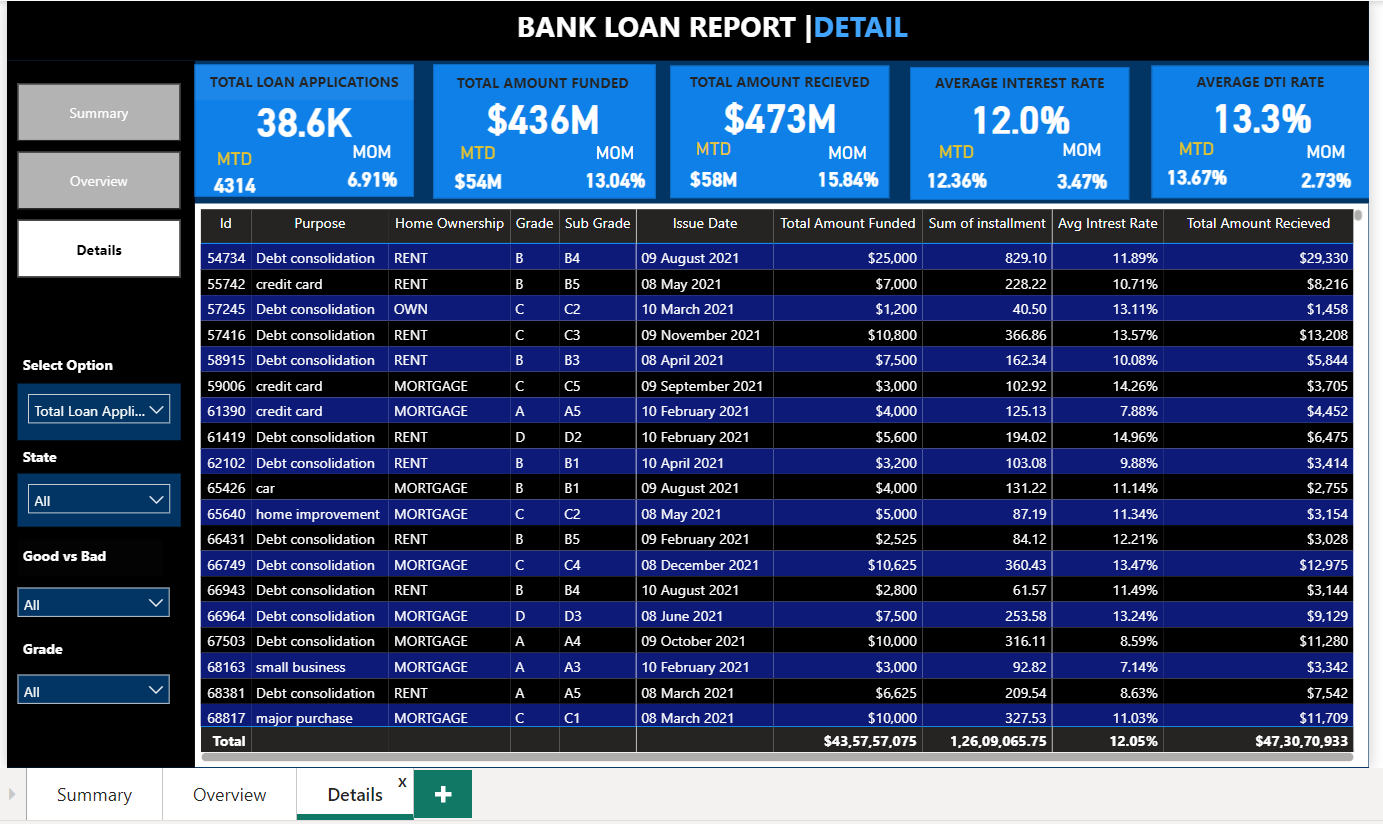 BANK LOAN REPORT |DETAIL
Summary
Overview
Details
Select Option
Total Loan Appli...
State
All
Good vs Bad
All
Grade
All
TOTAL LOAN APPLICATIONS
38.6K
MTD MOM
4314 6.91%
TOTAL AMOUNT FUNDED
$436M
MTD MOM
$54M 13.04%
TOTAL AMOUNT RECIEVED
$473M
MTD MOM
$58M 15.84%
AVERAGE INTEREST RATE
12.0%
MTD MOM
12.36% 3.47%
AVERAGE DTI RATE
13.3%
MTD MOM
13.67% 2.73%
Id Purpose Home Ownership Grade Sub Grade Issue Date Total Amount Funded Sum of installment Avg Intrest Rate Total Amount Recieved
54734 Debt consolidation RENT B B4 09 August 2021 $25,000 829.10 11.89% $29,330
55742 credit card RENT B B5 08 May 2021 $7,000 228.22 10.71% $8,216
57245 Debt consolidation OWN C C2 10 March 2021 $1,200 40.50 13.11% $1,458
57416 Debt consolidation RENT C C3 09 November 2021 $10,800 366.86 13.57% $13,208
58915 Debt consolidation RENT B B3 08 April 2021 $7,500 162.34 10.08% $5,844
59006 credit card MORTGAGE C C5 09 September 2021 $3,000 102.92 14.26% $3,705
61390 credit card MORTGAGE A A5 10 February 2021 $4,000 125.13 7.88% $4,452
61419 Debt consolidation RENT D D2 10 February 2021 $5,600 194.02 14.96% $6,475
62102 Debt consolidation RENT B B1 10 April 2021 $3,200 103.08 9.88% $3,414
65426 car MORTGAGE B B1 09 August 2021 $4,000 131.22 11.14% $2,755
65640 home improvement MORTGAGE C C2 08 May 2021 $5,000 87.19 11.34% $3,154
66431 Debt consolidation RENT B B5 09 February 2021 $2,525 84.12 12.21% $3,028
66749 Debt consolidation MORTGAGE C C4 08 December 2021 $10,625 360.43 13.47% $12,975
66943 Debt consolidation RENT B B4 10 August 2021 $2,800 61.57 11.49% $3,144
66964 Debt consolidation MORTGAGE D D3 08 June 2021 $7,500 253.58 13.24% $9,129
67503 Debt consolidation MORTGAGE A A4 09 October 2021 $10,000 316.11 8.59% $11,280
68163 small business MORTGAGE A A3 10 February 2021 $3,000 92.82 7.14% $3,342
68381 Debt consolidation RENT A A5 08 March 2021 $6,625 209.54 8.63% $7,542
68817 major purchase MORTGAGE C C1 08 March 2021 $10,000 327.53 11.03% $11,709
Total $43,57,57,075 1,26,09,065.75 12.05% $47,30,70,933
Summary Overview Details x +